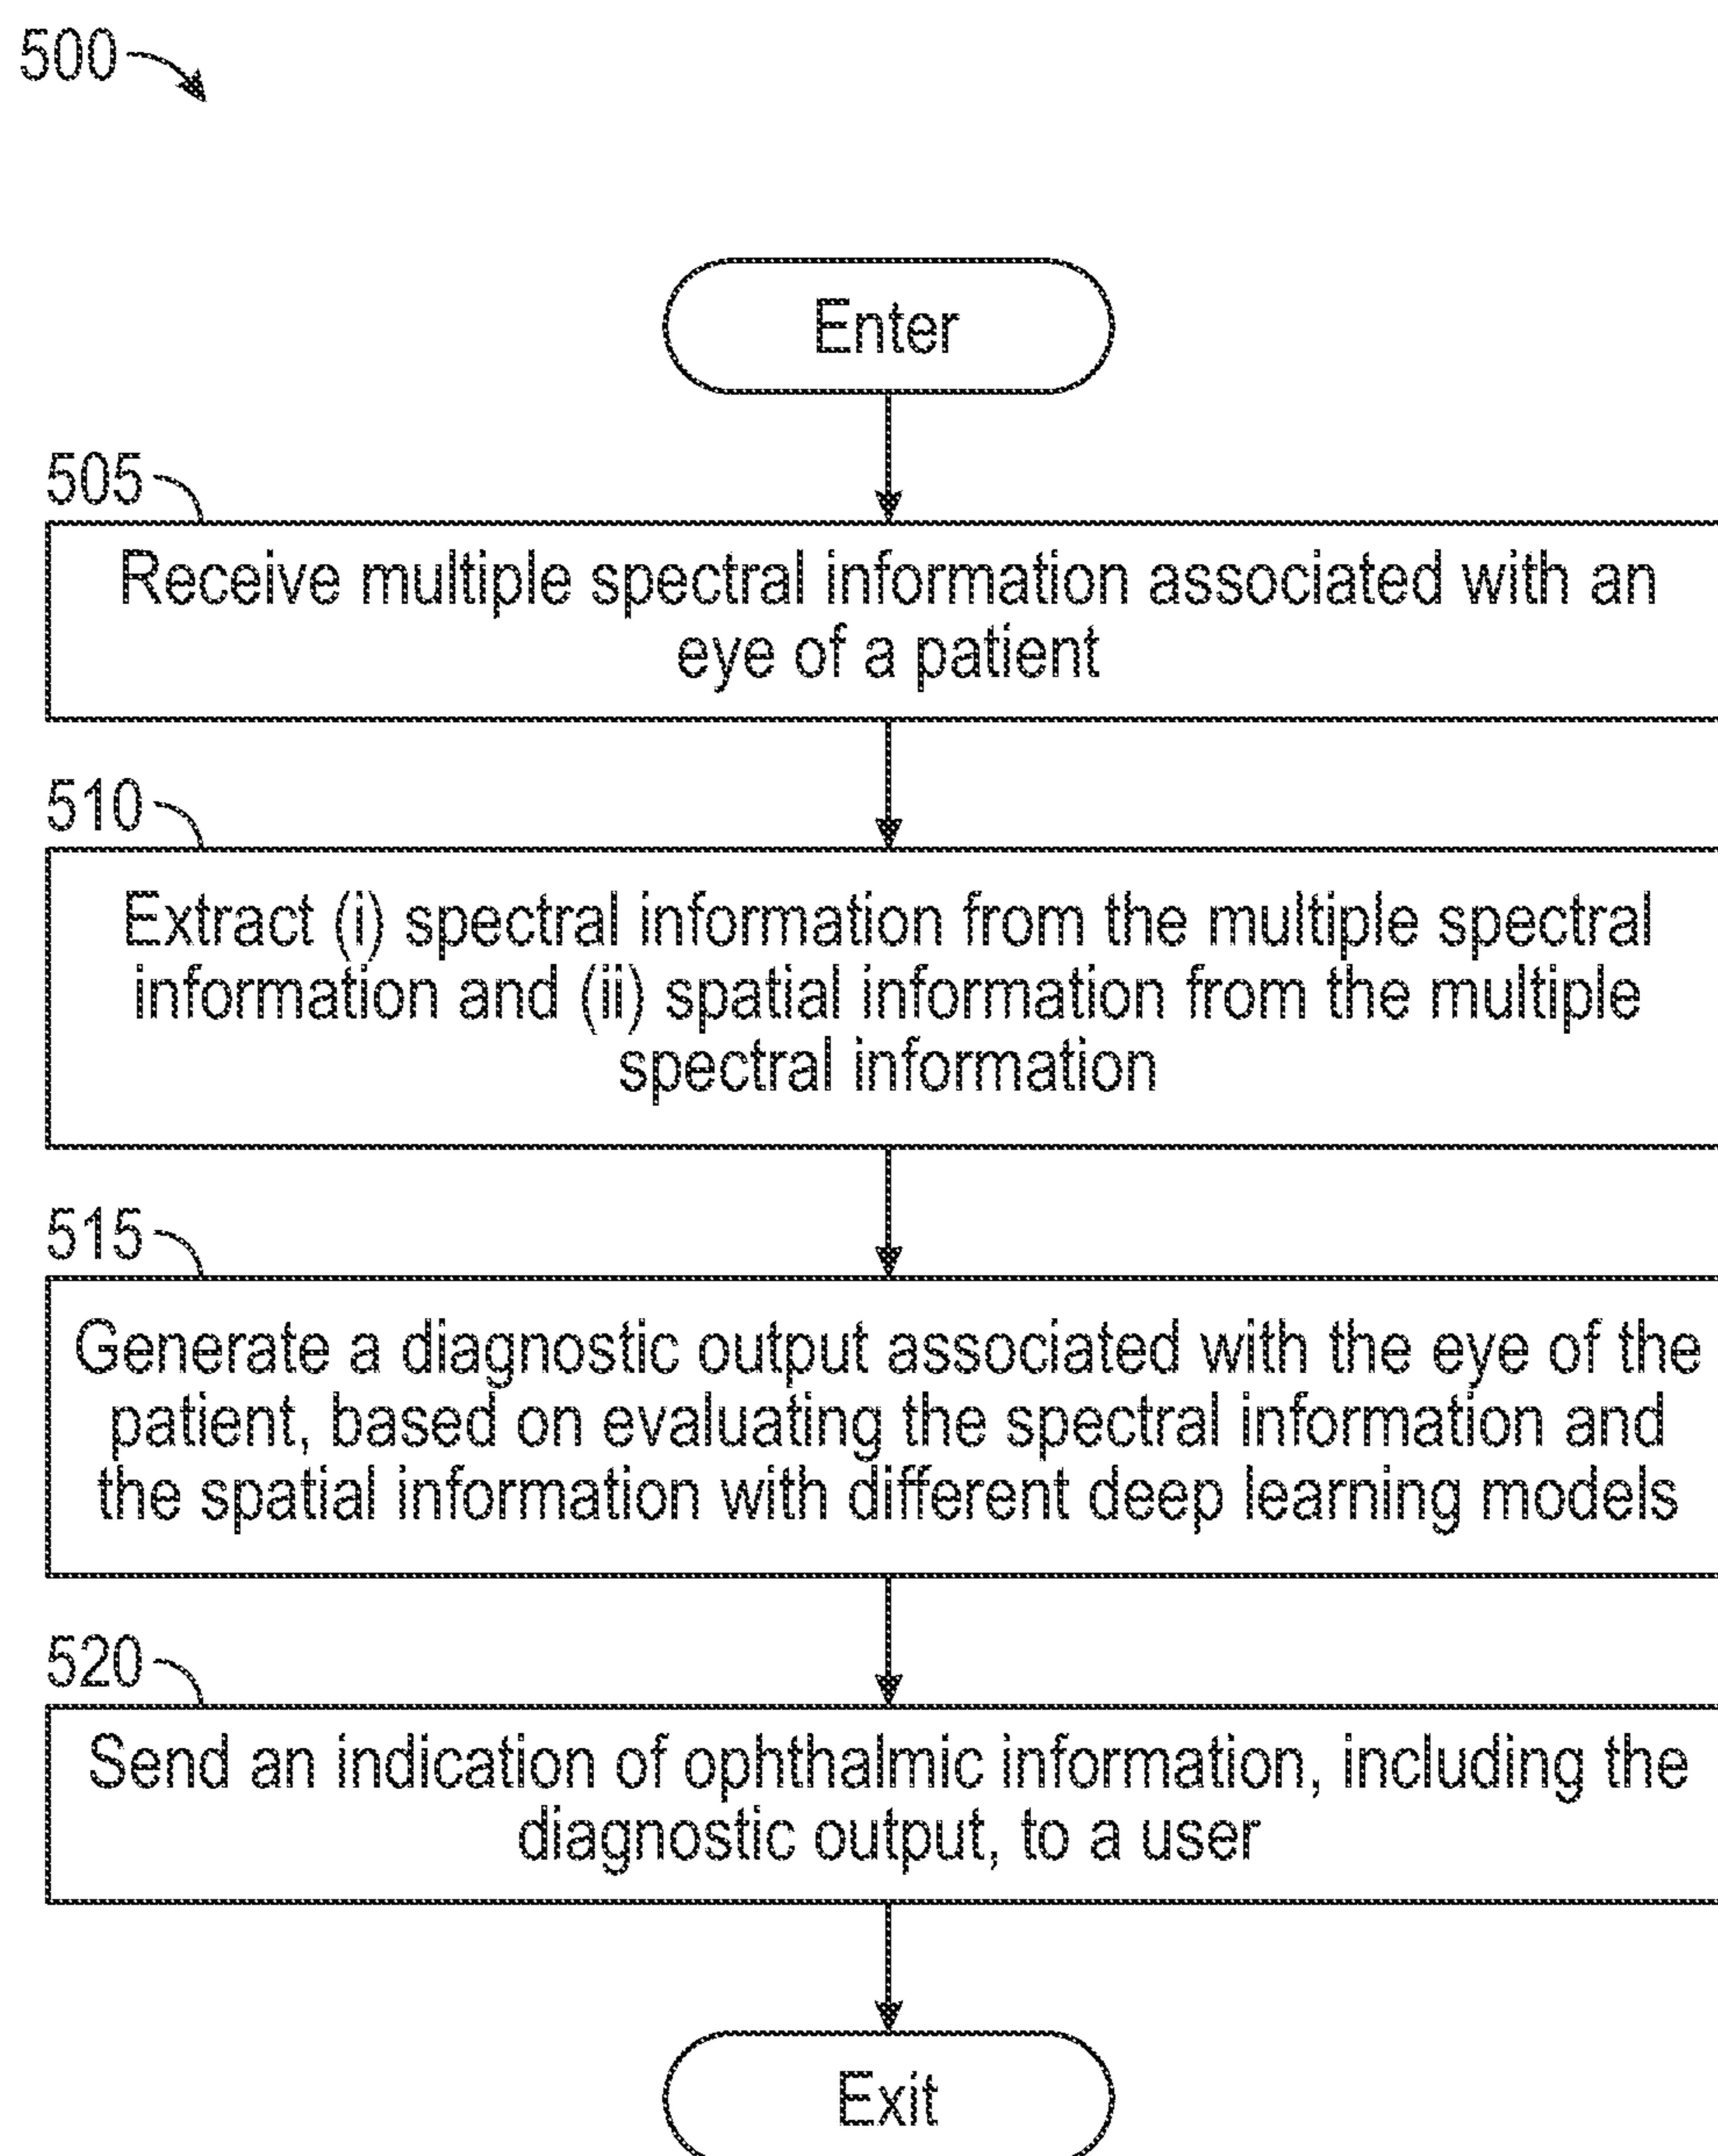 500
Enter
505
Receive multiple spectral information associated with an
eye of a patient
510
Extract (i) spectral information from the multiple spectral
information and (ii) spatial information from the multiple
spectral information
515
Generate a diagnostic output associated with the eye of the
patient, based on evaluating the spectral information and
the spatial information with different deep learning models
520
Send an indication of ophthalmic information, including the
diagnostic output, to a user
Exit